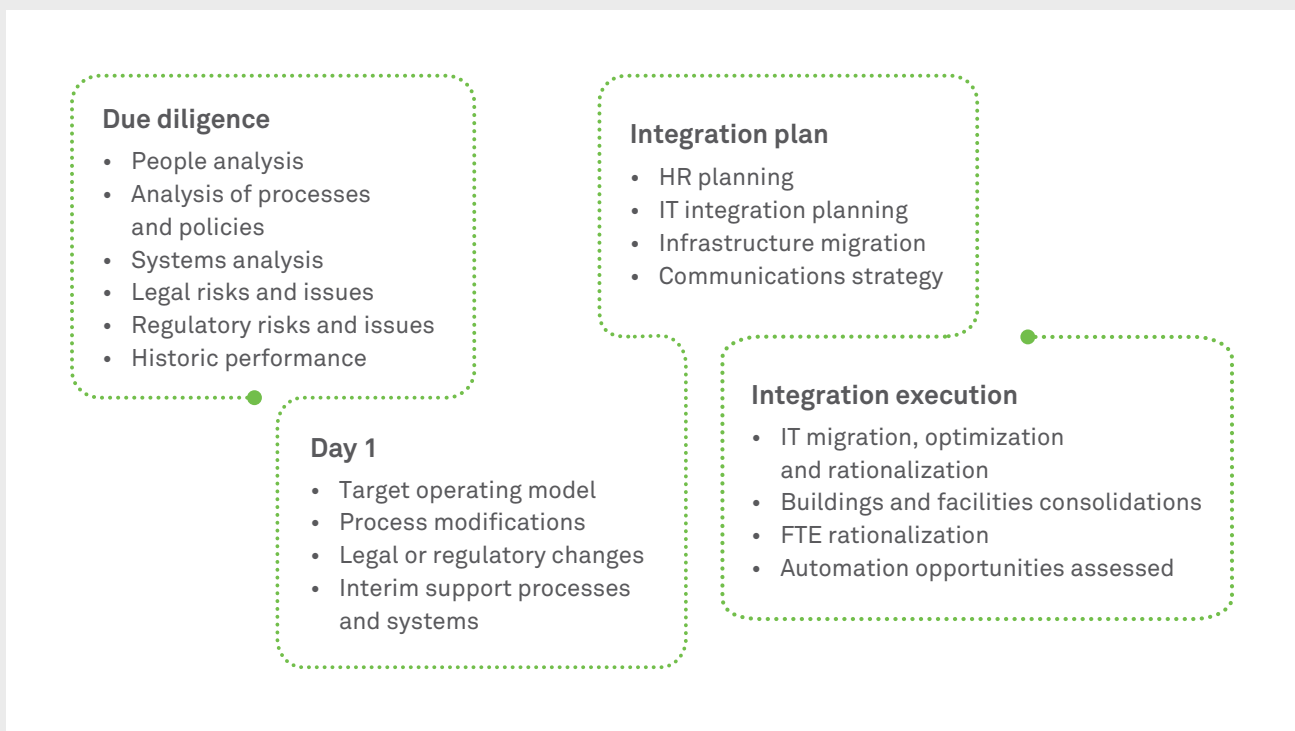 Due diligence
• People analysis
• Analysis of processes
and policies
• Systems analysis
• Legal risks and issues
• Regulatory risks and issues
• Historic performance
Day 1
• Target operating model
• Process modifications
• Legal or regulatory changes
• Interim support processes
and systems
Integration plan
• HR planning
• IT integration planning
• Infrastructure migration
• Communications strategy
Integration execution
• IT migration, optimization
and rationalization
• Buildings and facilities consolidations
• FTE rationalization
• Automation opportunities assessed